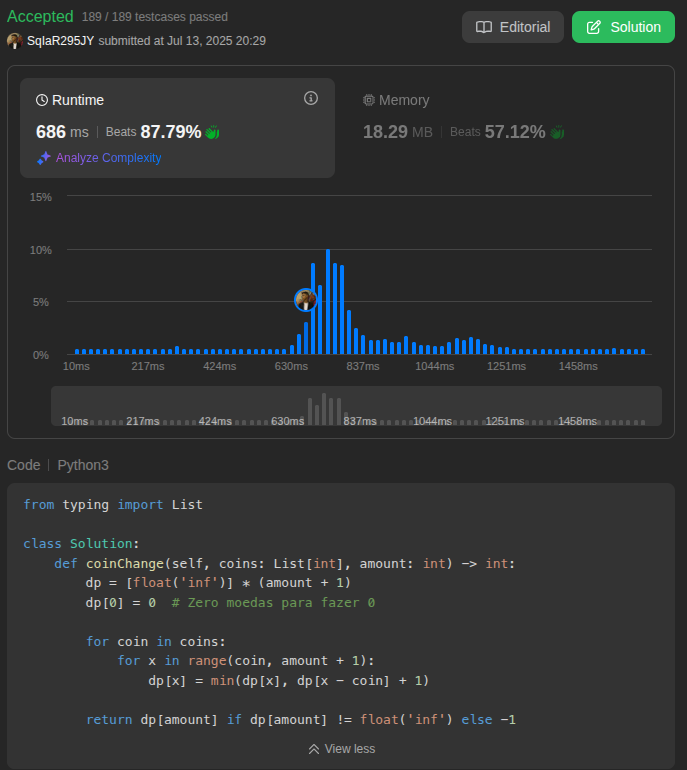 Accepted 189 / 189 testcases passed
SqlaR295JY submitted at Jul 13, 2025 20:29
Editorial
Solution
Runtime
686 ms | Beats 87.79%
Analyze Complexity
Memory
18.29 MB | Beats 57.12%
15%
10%
5%
0%
10ms 217ms 424ms 630ms 837ms 1044ms 1251ms 1458ms
10ms 217ms 424ms 630ms 837ms 1044ms 1251ms 1458ms
Code | Python3
from typing import List
class Solution:
    def coinChange(self, coins: List[int], amount: int) -> int:
        dp = [float('inf')] * (amount + 1)
        dp[0] = 0  # Zero moedas para fazer 0
        for coin in coins:
            for x in range(coin, amount + 1):
                dp[x] = min(dp[x], dp[x - coin] + 1)
        return dp[amount] if dp[amount] != float('inf') else -1
View less